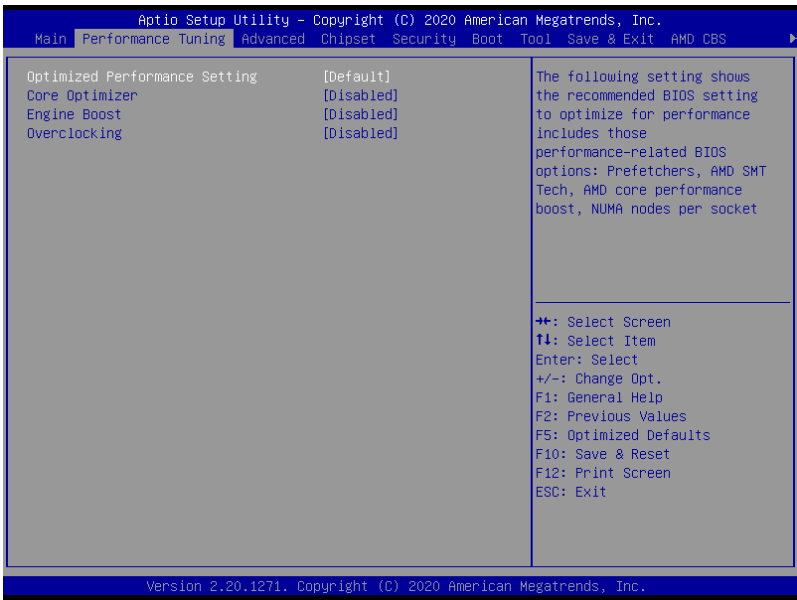 Aptio Setup Utility – Copyright (C) 2020 American Megatrends, Inc.
Main Performance Tuning Advanced Chipset Security Boot Tool Save & Exit AMD CBS
Optimized Performance Setting [Default]
Core Optimizer [Disabled]
Engine Boost [Disabled]
Overclocking [Disabled]
The following setting shows
the recommended BIOS setting
to optimize for performance
includes those
performance-related BIOS
options: Prefetchers, AMD SMT
Tech, AMD core performance
boost, NUMA nodes per socket
→←: Select Screen
↑↓: Select Item
Enter: Select
+/-: Change Opt.
F1: General Help
F2: Previous Values
F5: Optimized Defaults
F10: Save & Reset
F12: Print Screen
ESC: Exit
Version 2.20.1271. Copyright (C) 2020 American Megatrends, Inc.